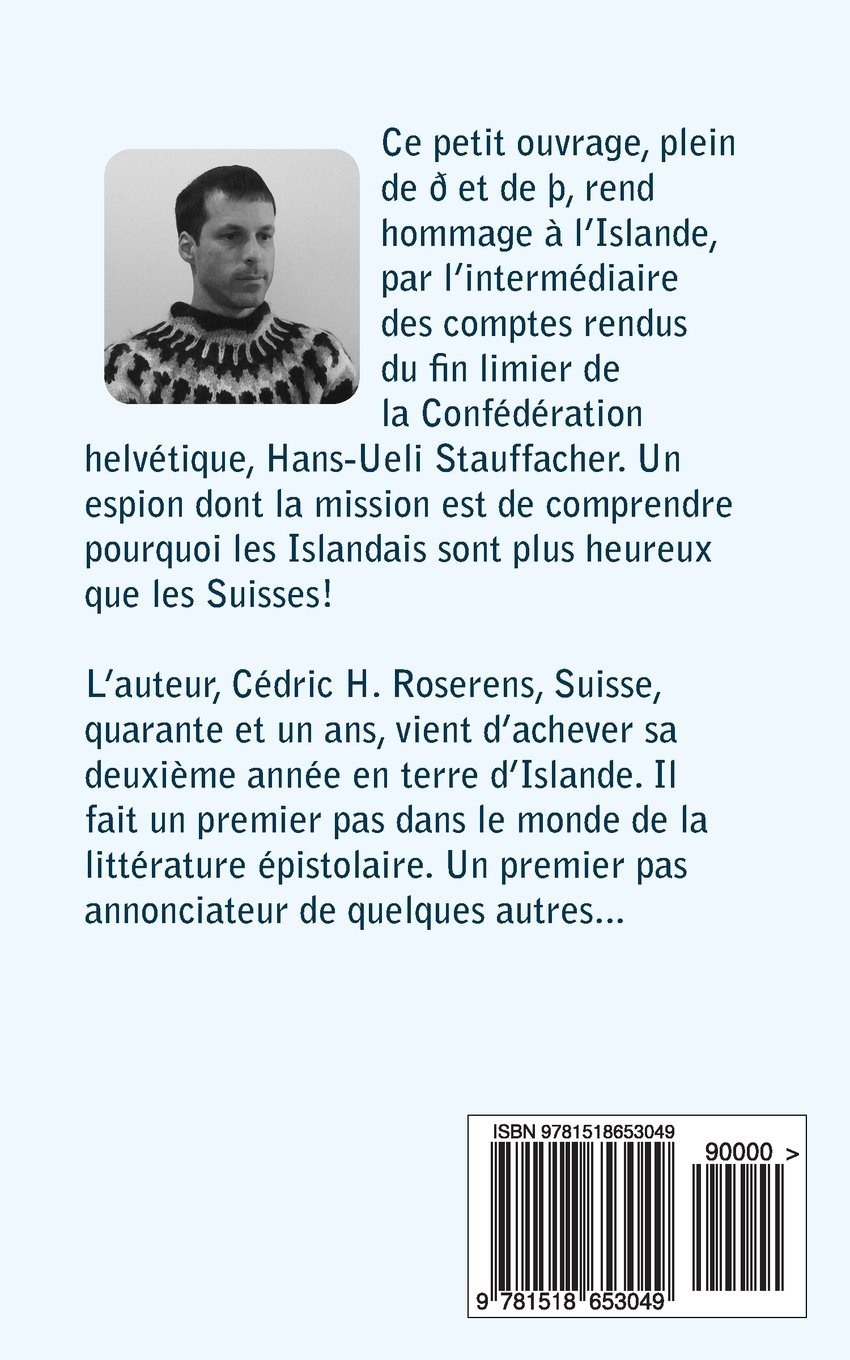 Ce petit ouvrage, plein
de ð et de þ, rend
hommage à l’Islande,
par l’intermédiaire
des comptes rendus
du fin limier de
la Confédération
helvétique, Hans-Ueli Stauffacher. Un
espion dont la mission est de comprendre
pourquoi les Islandais sont plus heureux
que les Suisses!
L’auteur, Cédric H. Roserens, Suisse,
quarante et un ans, vient d’achever sa
deuxième année en terre d’Islande. Il
fait un premier pas dans le monde de la
littérature épistolaire. Un premier pas
annonciateur de quelques autres...
ISBN 9781518653049
90000 >
9 781518 653049